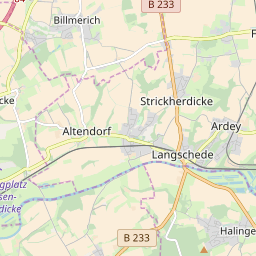 B 233
Billmerich
Strickherdicke
Ardey
Altendorf
Langschede
Halinge
B 233
cke
gplatz
sen-
dicke
F